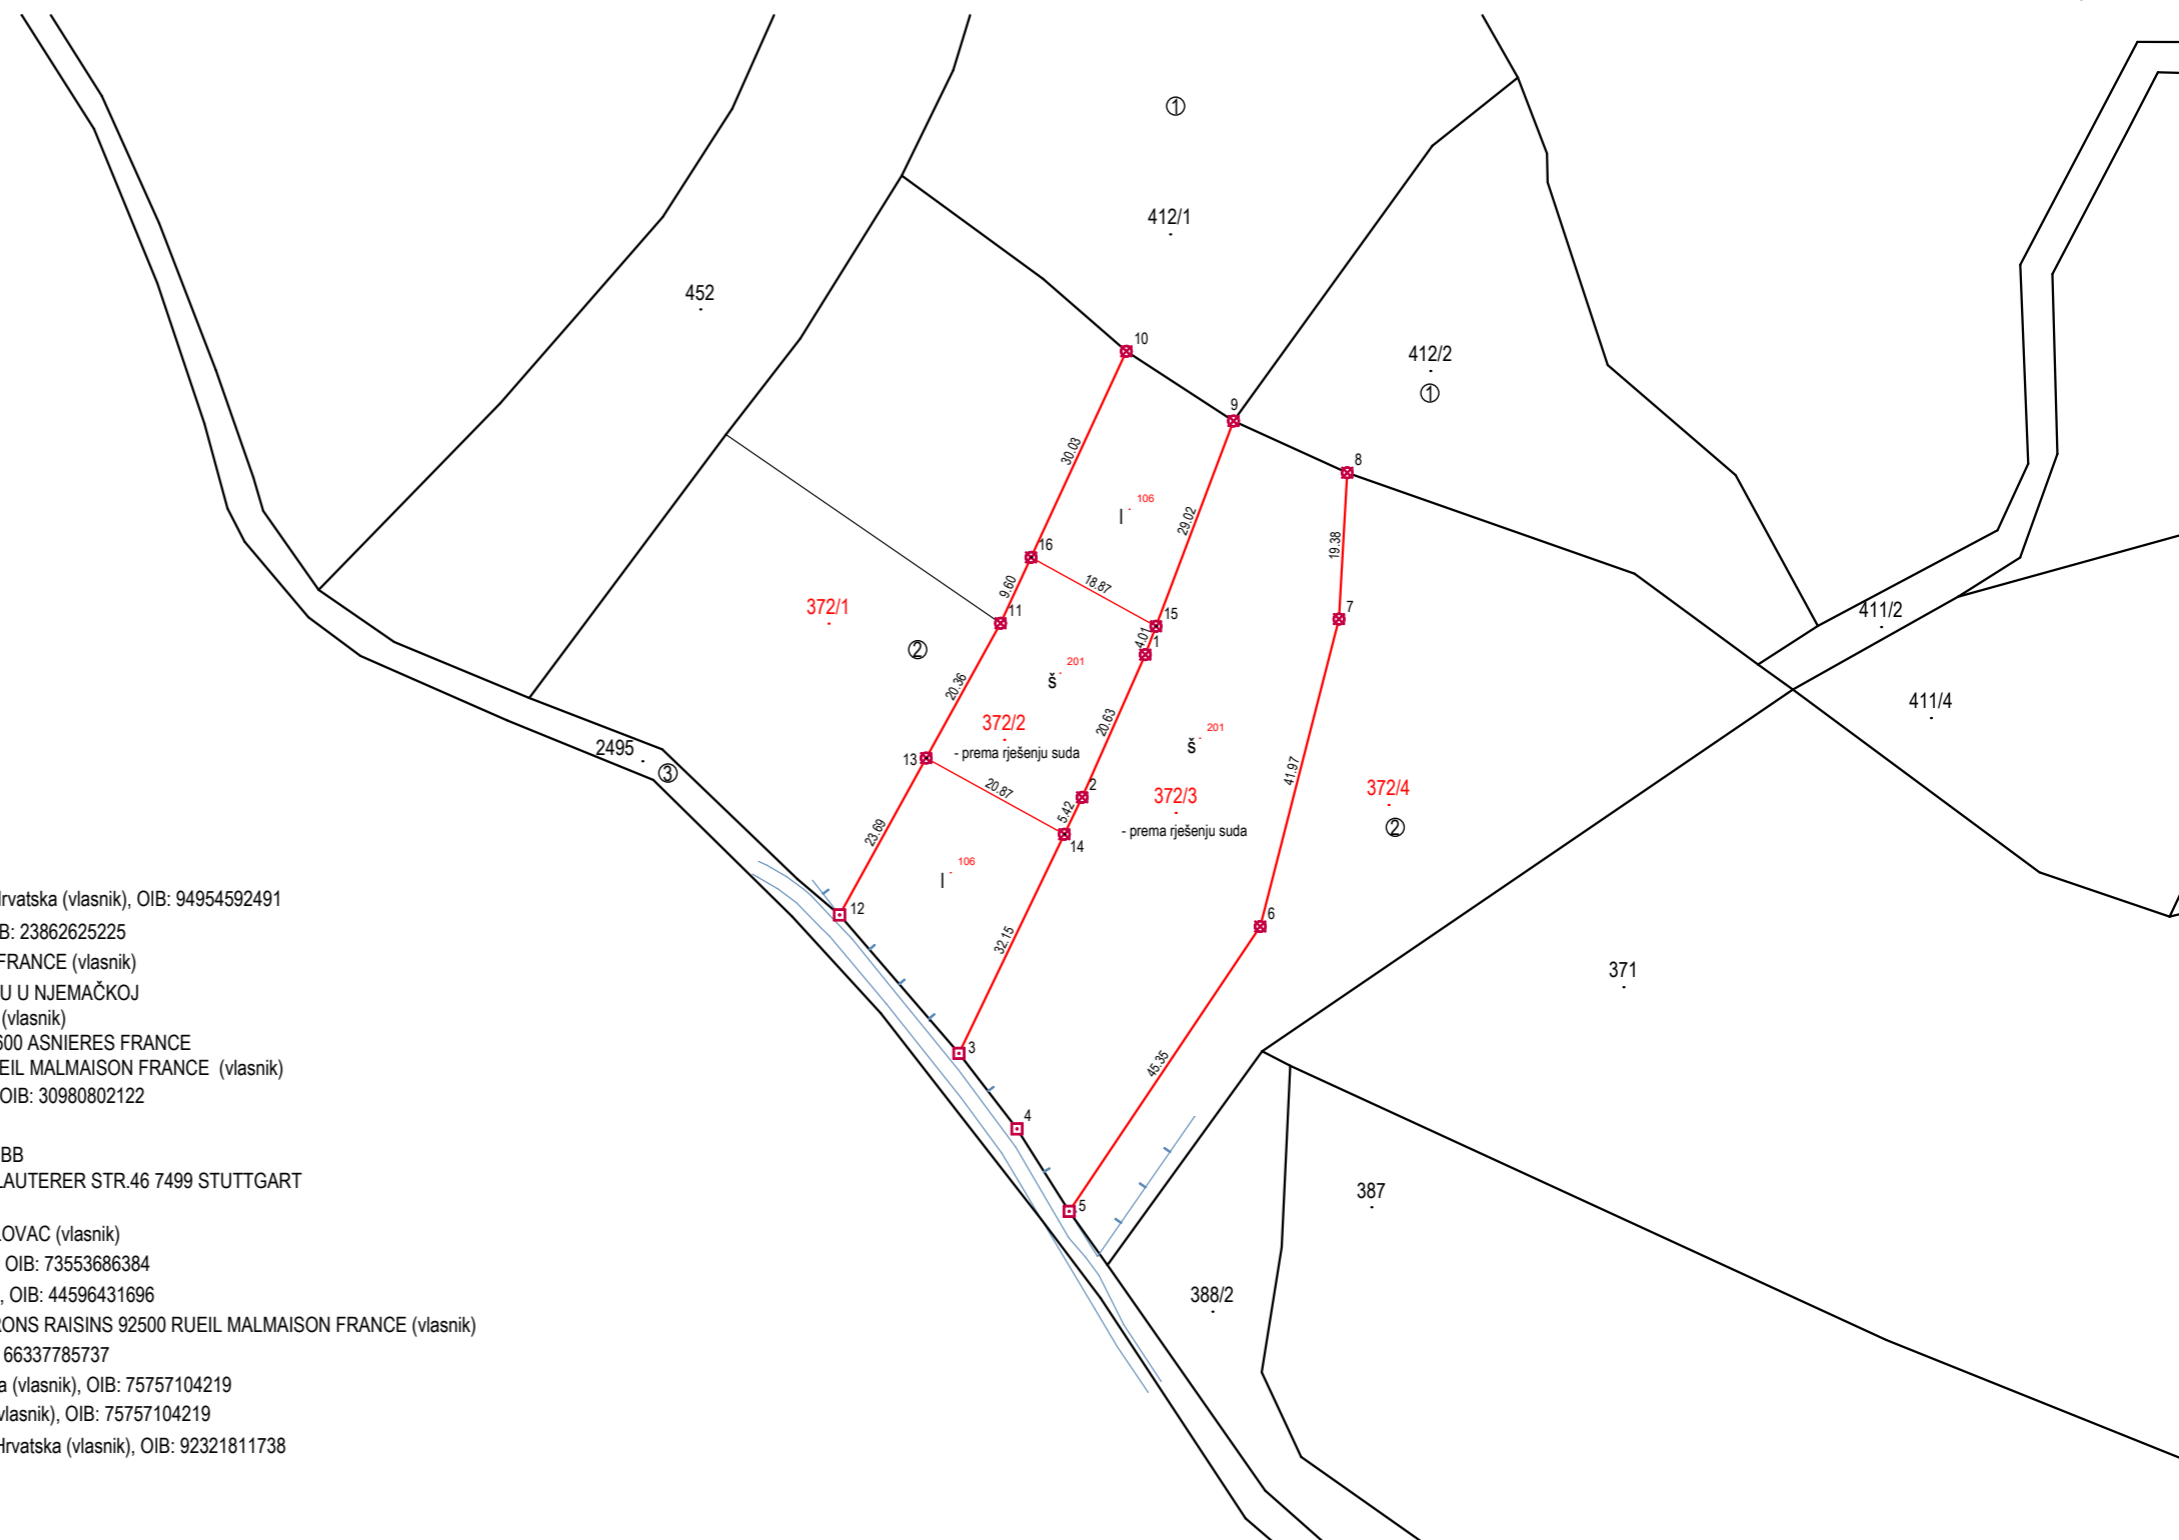 ①
412/1
452
10
412/2
①
9
8
30.03
106
l
29.02
19.38
16
18.87
9.60
11
15
7
372/1
411/2
②
4.01
1
201
š
20.36
411/4
372/2
20.63
201
š
- prema rješenju suda
2495
③
13
20.87
2
41.97
372/3
372/4
5.42
②
- prema rješenju suda
14
23.69
106
l
12
6
32.15
371
3
45.35
4
5
387
388/2
Hrvatska (vlasnik), OIB: 94954592491
B: 23862625225
FRANCE (vlasnik)
U U NJEMAČKOJ
(vlasnik)
600 ASNIERES FRANCE
EIL MALMAISON FRANCE (vlasnik)
OIB: 30980802122
BB
LAUTERER STR.46 7499 STUTTGART
LOVAC (vlasnik)
OIB: 73553686384
, OIB: 44596431696
RONS RAISINS 92500 RUEIL MALMAISON FRANCE (vlasnik)
66337785737
a (vlasnik), OIB: 75757104219
vlasnik), OIB: 75757104219
Hrvatska (vlasnik), OIB: 92321811738